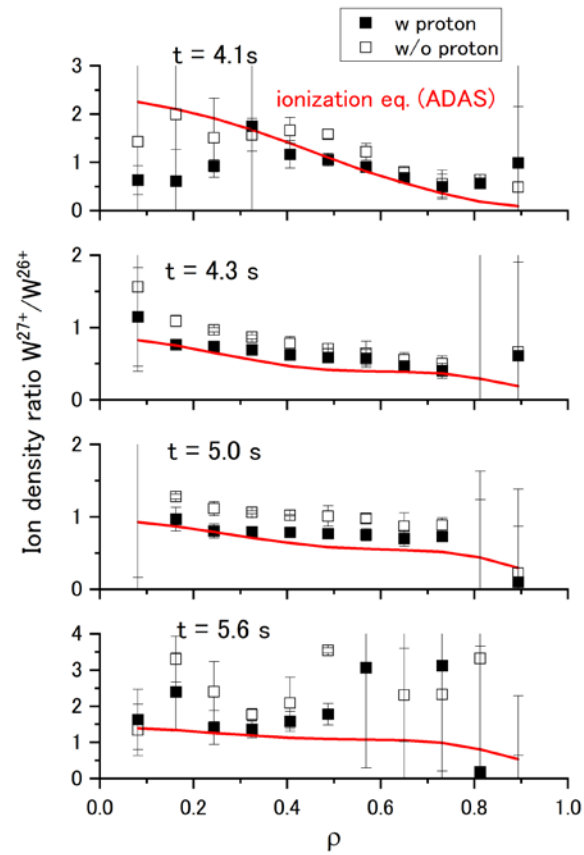 w proton
w/o proton
t = 4.1s
ionization eq. (ADAS)
3
2
1
0
t = 4.3 s
2
1
0
t = 5.0 s
2
1
0
t = 5.6 s
4
3
2
1
0
0.0 0.2 0.4 0.6 0.8 1.0
ρ
Ion density ratio W²⁷⁺/W²⁶⁺